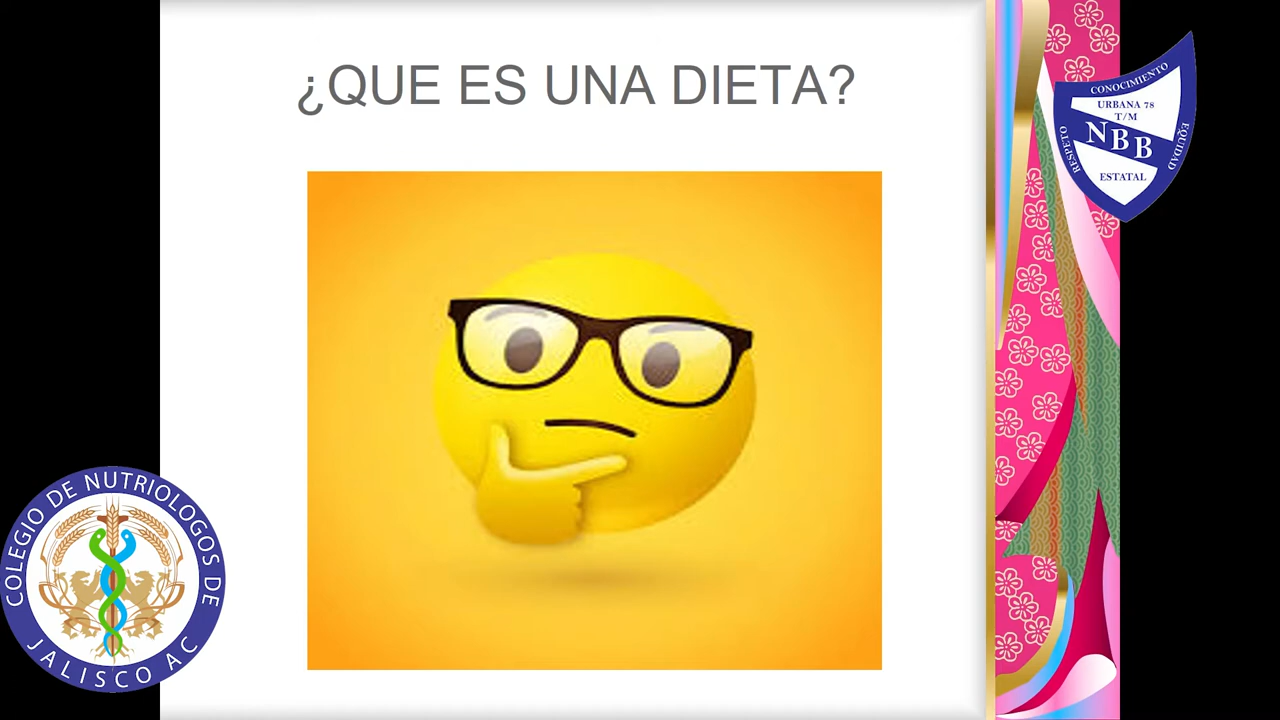 ¿QUE ES UNA DIETA?
CONOCIMIENTO
URBANA 78
T/M
NBB
RESPETO
EQUIDAD
ESTATAL
COLEGIO DE NUTRIOLOGOS DE
JALISCO AC